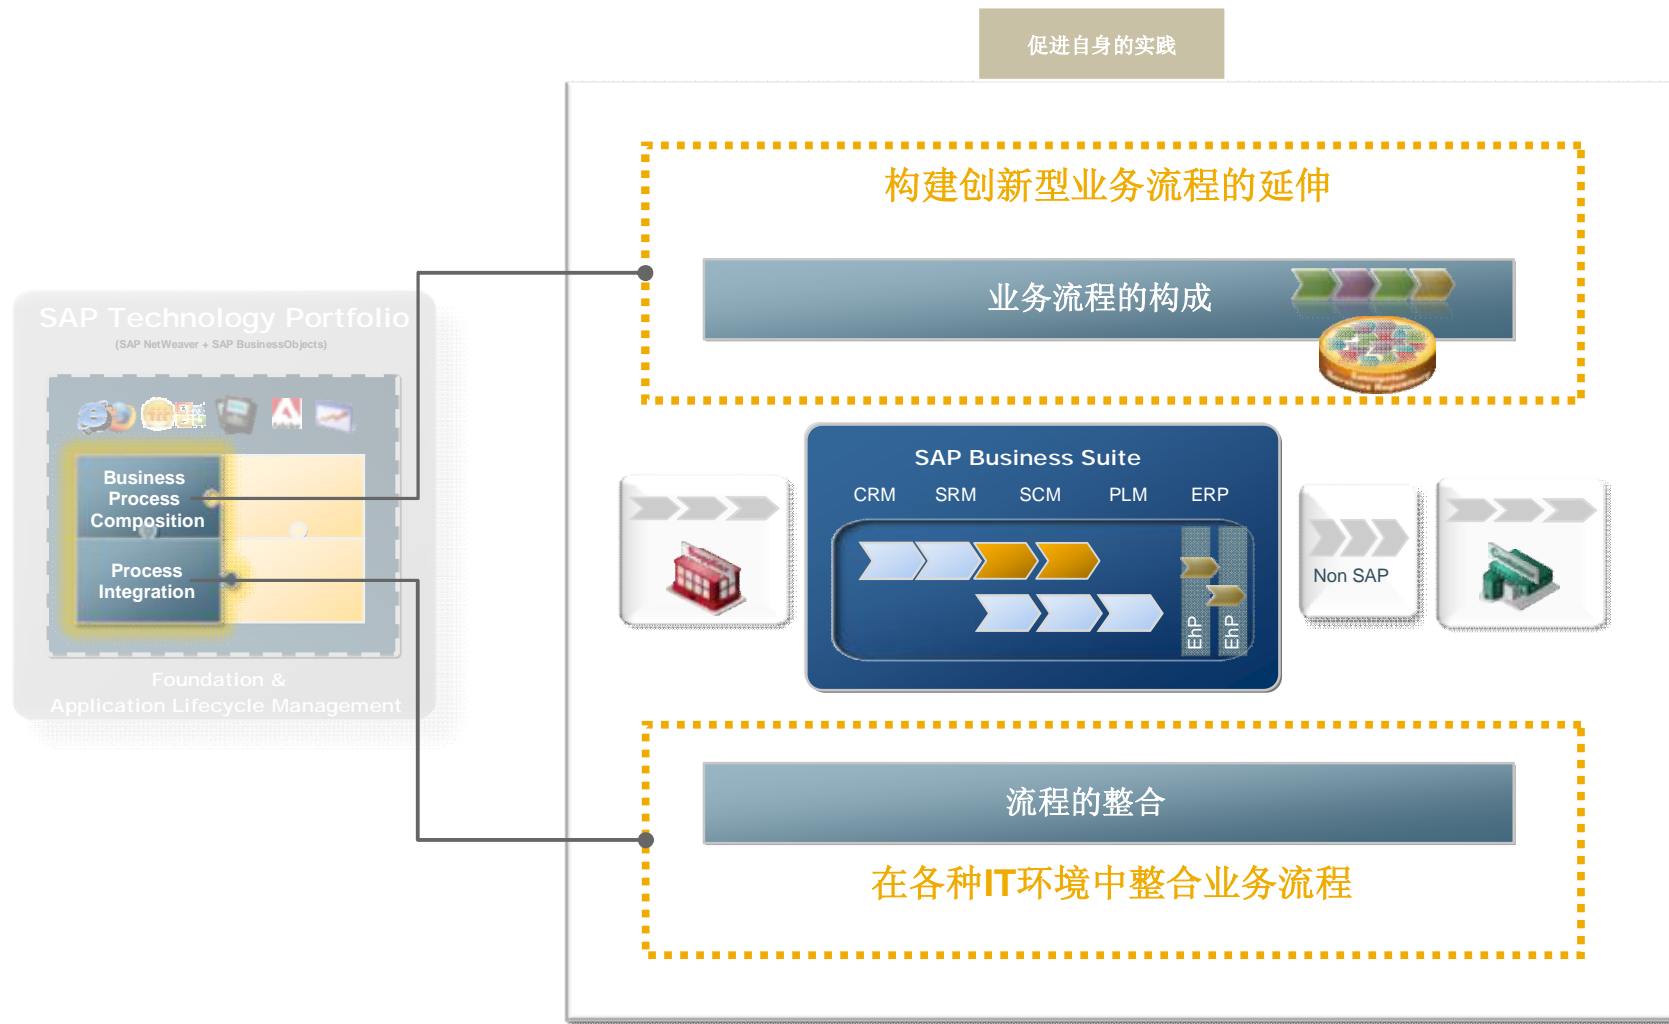 促进自身的实践
构建创新型业务流程的延伸
业务流程的构成
SAP Technology Portfolio
(SAP NetWeaver + SAP BusinessObjects)
Business
Process
Composition
Process
Integration
Foundation &
Application Lifecycle Management
SAP Business Suite
CRM SRM SCM PLM ERP
EhP EhP
Non SAP
流程的整合
在各种IT环境中整合业务流程